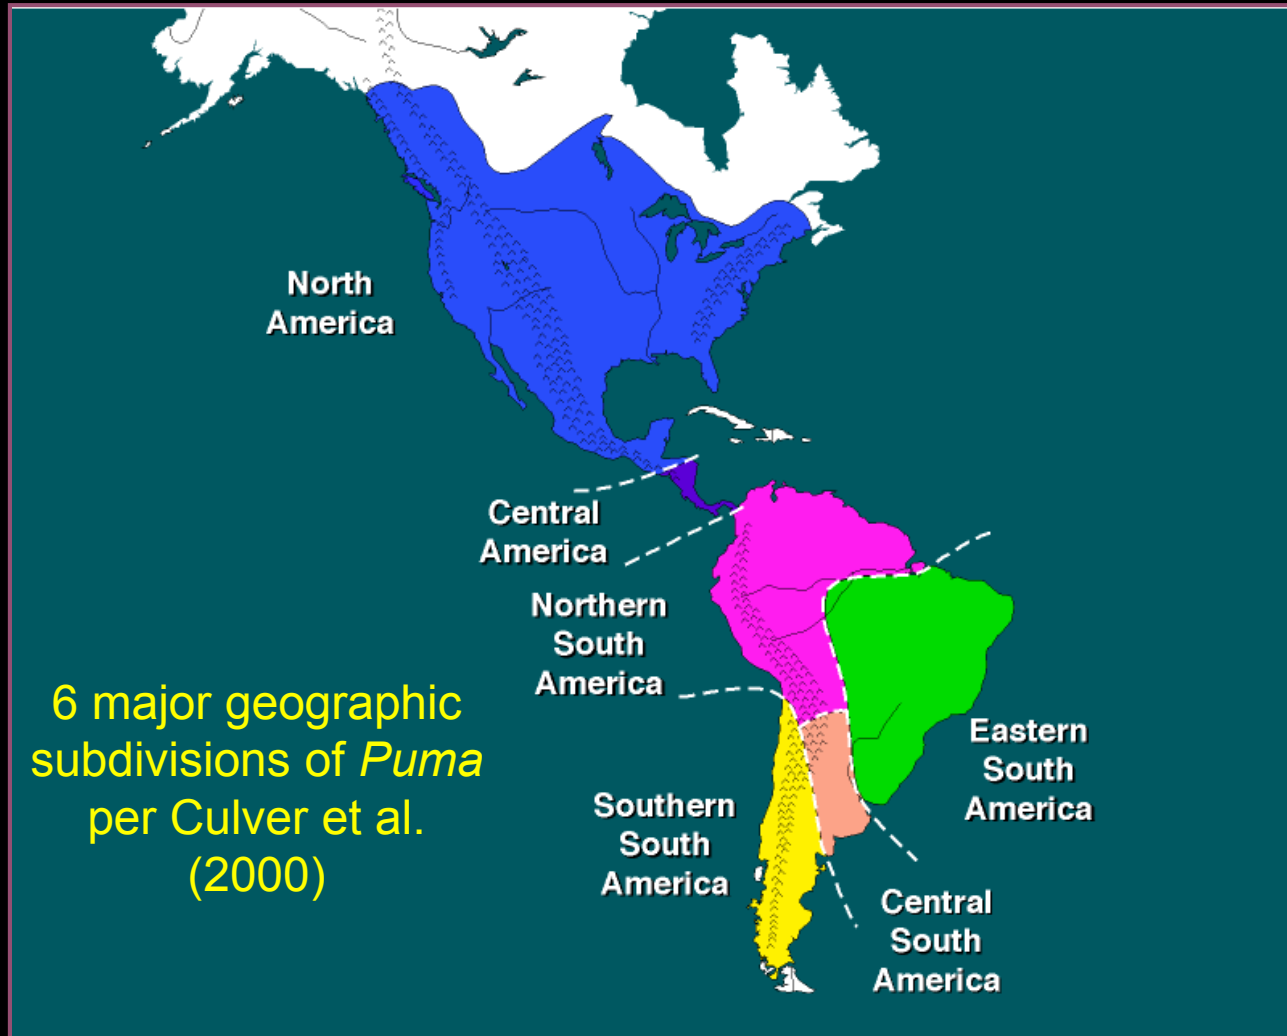 North
America
Central
America
Northern
South
America
6 major geographic
subdivisions of Puma
per Culver et al.
(2000)
Eastern
South
America
Southern
South
America
Central
South
America